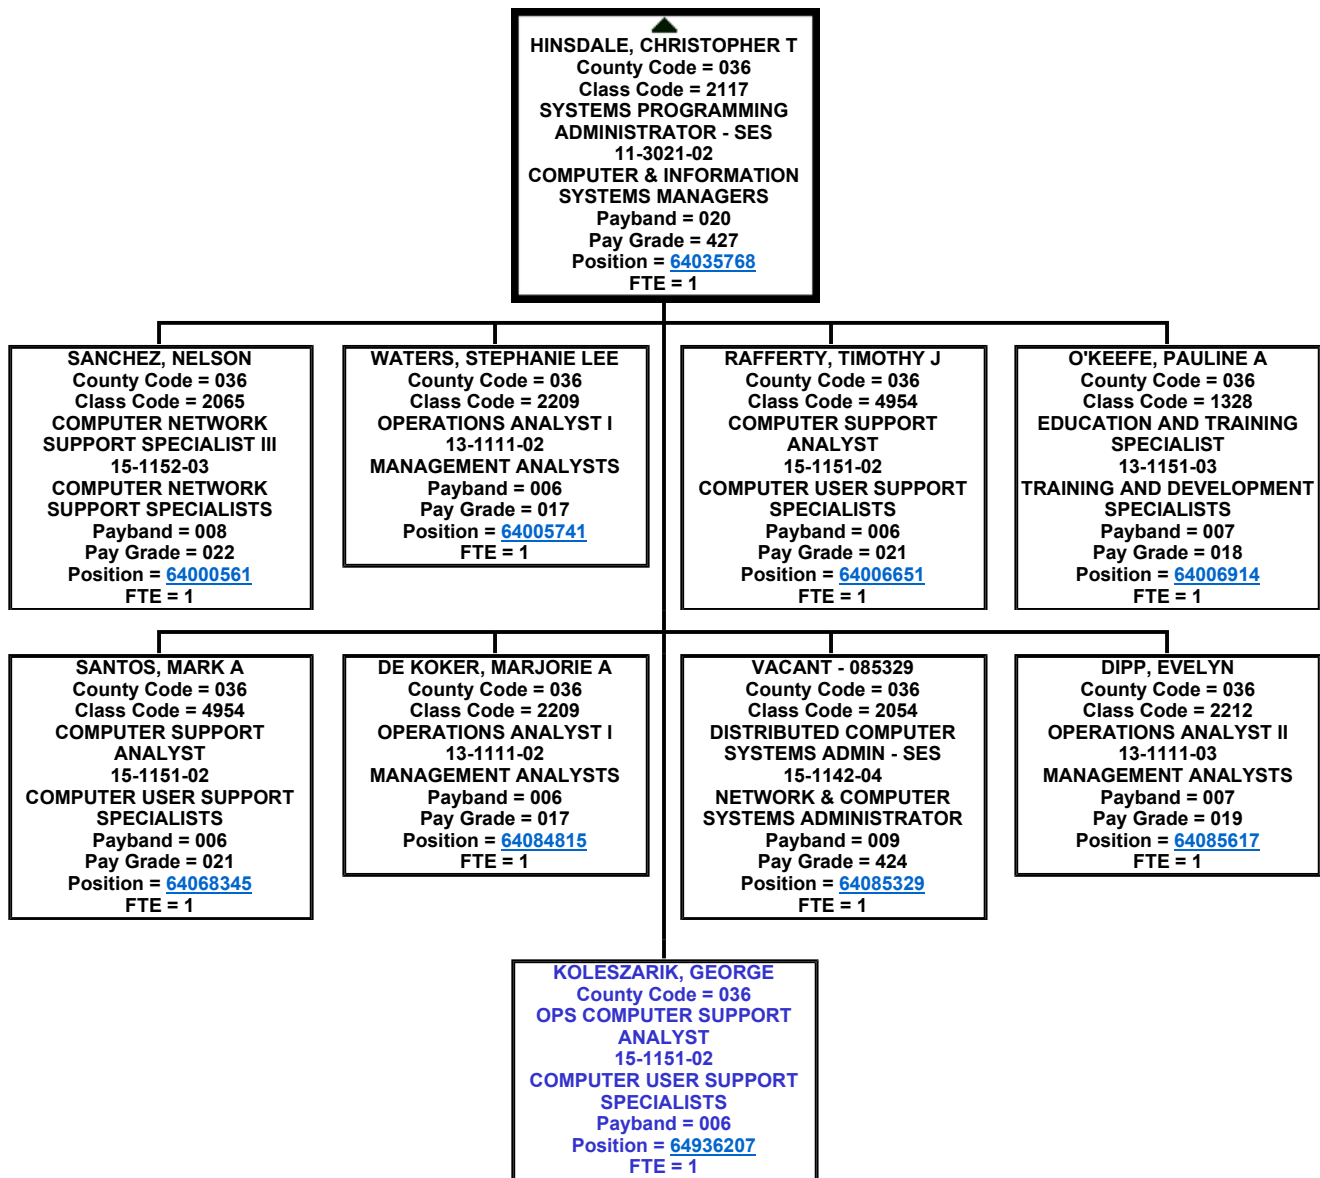 HINSDALE, CHRISTOPHER T
County Code = 036
Class Code = 2117
SYSTEMS PROGRAMMING
ADMINISTRATOR - SES
11-3021-02
COMPUTER & INFORMATION
SYSTEMS MANAGERS
Payband = 020
Pay Grade = 427
Position = 64035768
FTE = 1
SANCHEZ, NELSON
County Code = 036
Class Code = 2065
COMPUTER NETWORK
SUPPORT SPECIALIST III
15-1152-03
COMPUTER NETWORK
SUPPORT SPECIALISTS
Payband = 008
Pay Grade = 022
Position = 64000561
FTE = 1
WATERS, STEPHANIE LEE
County Code = 036
Class Code = 2209
OPERATIONS ANALYST I
13-1111-02
MANAGEMENT ANALYSTS
Payband = 006
Pay Grade = 017
Position = 64005741
FTE = 1
RAFFERTY, TIMOTHY J
County Code = 036
Class Code = 4954
COMPUTER SUPPORT
ANALYST
15-1151-02
COMPUTER USER SUPPORT
SPECIALISTS
Payband = 006
Pay Grade = 021
Position = 64006651
FTE = 1
O'KEEFE, PAULINE A
County Code = 036
Class Code = 1328
EDUCATION AND TRAINING
SPECIALIST
13-1151-03
TRAINING AND DEVELOPMENT
SPECIALISTS
Payband = 007
Pay Grade = 018
Position = 64006914
FTE = 1
SANTOS, MARK A
County Code = 036
Class Code = 4954
COMPUTER SUPPORT
ANALYST
15-1151-02
COMPUTER USER SUPPORT
SPECIALISTS
Payband = 006
Pay Grade = 021
Position = 64068345
FTE = 1
DE KOKER, MARJORIE A
County Code = 036
Class Code = 2209
OPERATIONS ANALYST I
13-1111-02
MANAGEMENT ANALYSTS
Payband = 006
Pay Grade = 017
Position = 64084815
FTE = 1
VACANT - 085329
County Code = 036
Class Code = 2054
DISTRIBUTED COMPUTER
SYSTEMS ADMIN - SES
15-1142-04
NETWORK & COMPUTER
SYSTEMS ADMINISTRATOR
Payband = 009
Pay Grade = 424
Position = 64085329
FTE = 1
DIPP, EVELYN
County Code = 036
Class Code = 2212
OPERATIONS ANALYST II
13-1111-03
MANAGEMENT ANALYSTS
Payband = 007
Pay Grade = 019
Position = 64085617
FTE = 1
KOLESZARIK, GEORGE
County Code = 036
OPS COMPUTER SUPPORT
ANALYST
15-1151-02
COMPUTER USER SUPPORT
SPECIALISTS
Payband = 006
Position = 64936207
FTE = 1